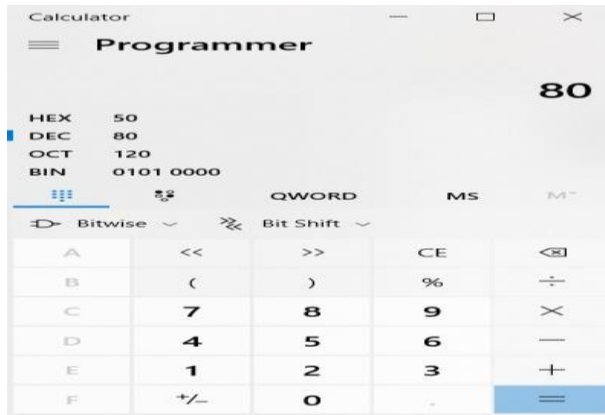 Calculator
Programmer
80
HEX 50
DEC 80
OCT 120
BIN 0101 0000
QWORD MS M˅
Bitwise Bit Shift
A << >> CE
B ( ) % ÷
C 7 8 9 ×
D 4 5 6 −
E 1 2 3 +
F +/− 0 . =